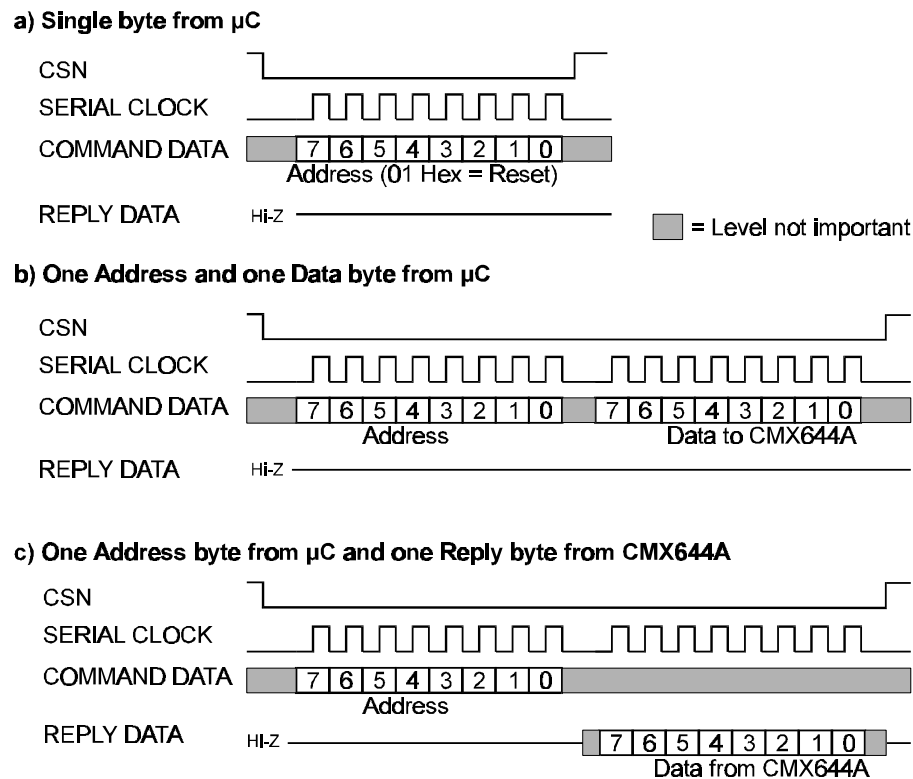 a) Single byte from µC
CSN
SERIAL CLOCK
COMMAND DATA 7 6 5 4 3 2 1 0
Address (01 Hex = Reset)
REPLY DATA Hi-Z
= Level not important
b) One Address and one Data byte from µC
CSN
SERIAL CLOCK
COMMAND DATA 7 6 5 4 3 2 1 0 7 6 5 4 3 2 1 0
Address Data to CMX644A
REPLY DATA Hi-Z
c) One Address byte from µC and one Reply byte from CMX644A
CSN
SERIAL CLOCK
COMMAND DATA 7 6 5 4 3 2 1 0
Address
REPLY DATA Hi-Z 7 6 5 4 3 2 1 0
Data from CMX644A